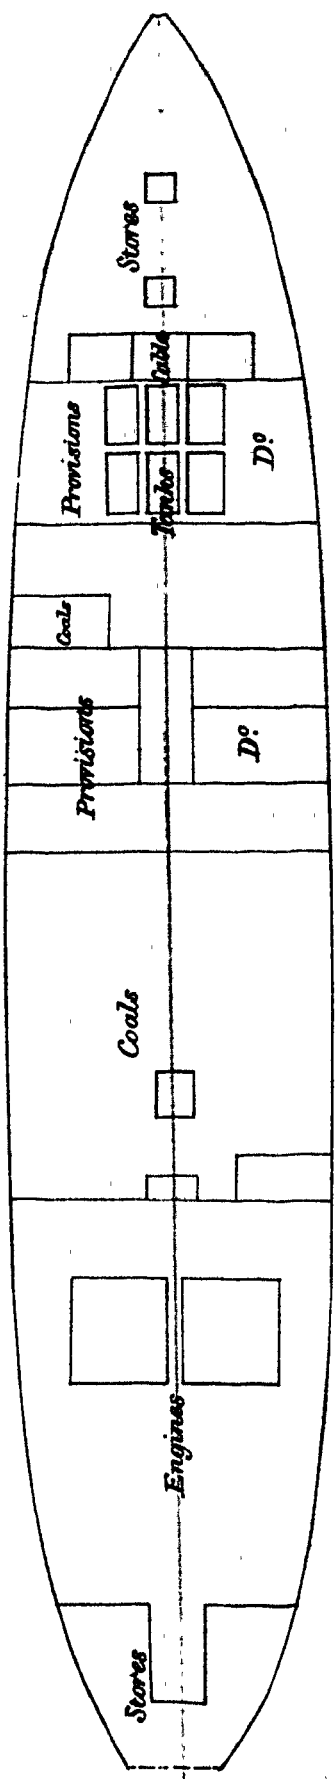 Stores
Cable
Provisions
Tanks
Do.
Coals
Provisions
Do.
Coals
Engines
Stores